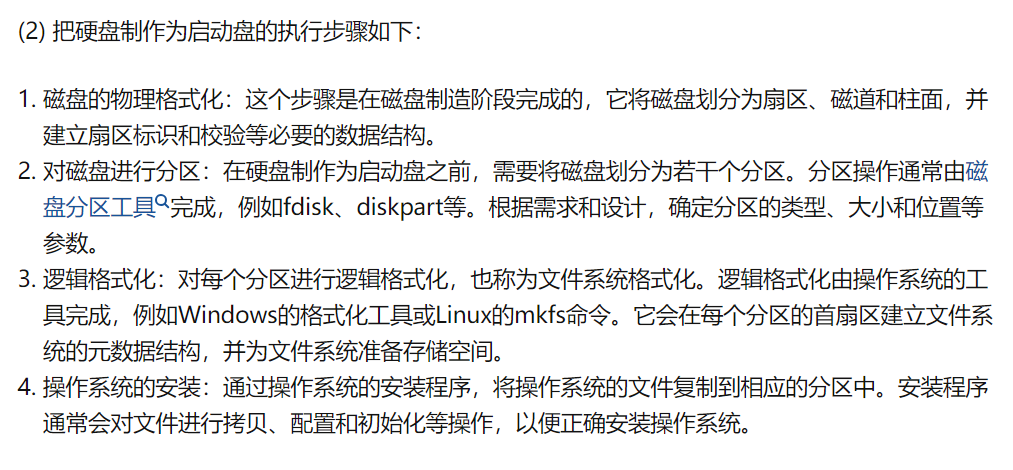 (2) 把硬盘制作为启动盘的执行步骤如下：
1. 磁盘的物理格式化：这个步骤是在磁盘制造阶段完成的，它将磁盘划分为扇区、磁道和柱面，并
建立扇区标识和校验等必要的数据结构。
2. 对磁盘进行分区：在硬盘制作为启动盘之前，需要将磁盘划分为若干个分区。分区操作通常由磁
盘分区工具完成，例如fdisk、diskpart等。根据需求和设计，确定分区的类型、大小和位置等
参数。
3. 逻辑格式化：对每个分区进行逻辑格式化，也称为文件系统格式化。逻辑格式化由操作系统的工
具完成，例如Windows的格式化工具或Linux的mkfs命令。它会在每个分区的首扇区建立文件系
统的元数据结构，并为文件系统准备存储空间。
4. 操作系统的安装：通过操作系统的安装程序，将操作系统的文件复制到相应的分区中。安装程序
通常会对文件进行拷贝、配置和初始化等操作，以便正确安装操作系统。